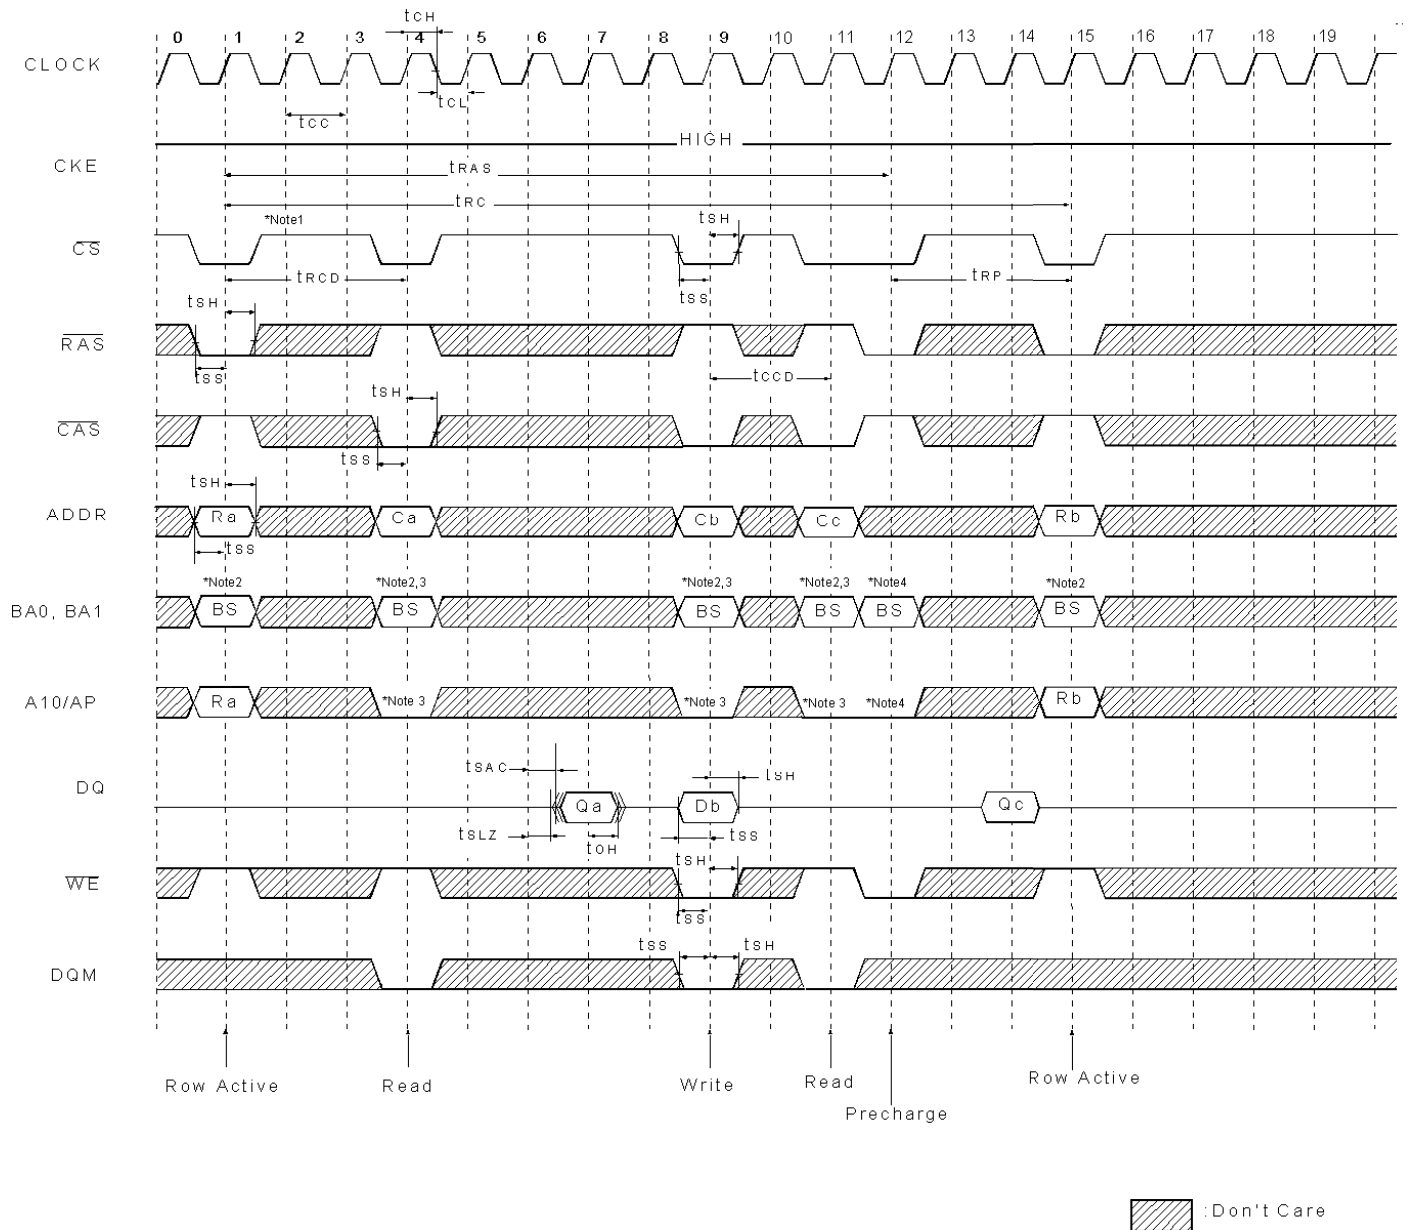 tCH
0 1 2 3 4 5 6 7 8 9 10 11 12 13 14 15 16 17 18 19
CLOCK
tCL
tCC
HIGH
CKE
tRAS
tRC
*Note1
tSH
CS
tRCD
tRP
tSS
tSH
RAS
tSS
tCCD
tSH
CAS
tSS
tSH
ADDR
Ra Ca Cb Cc Rb
tSS
*Note2 *Note2,3 *Note2,3 *Note2,3 *Note4 *Note2
BA0, BA1
BS BS BS BS BS BS
A10/AP
Ra *Note 3 *Note 3 *Note 3 *Note4 Rb
tSAC
tSH
DQ
Qa Db Qc
tSLZ
tOH
tSS
tSH
WE
tSS
tSS
tSH
DQM
Row Active Read Write Read Row Active
Precharge
:Don't Care